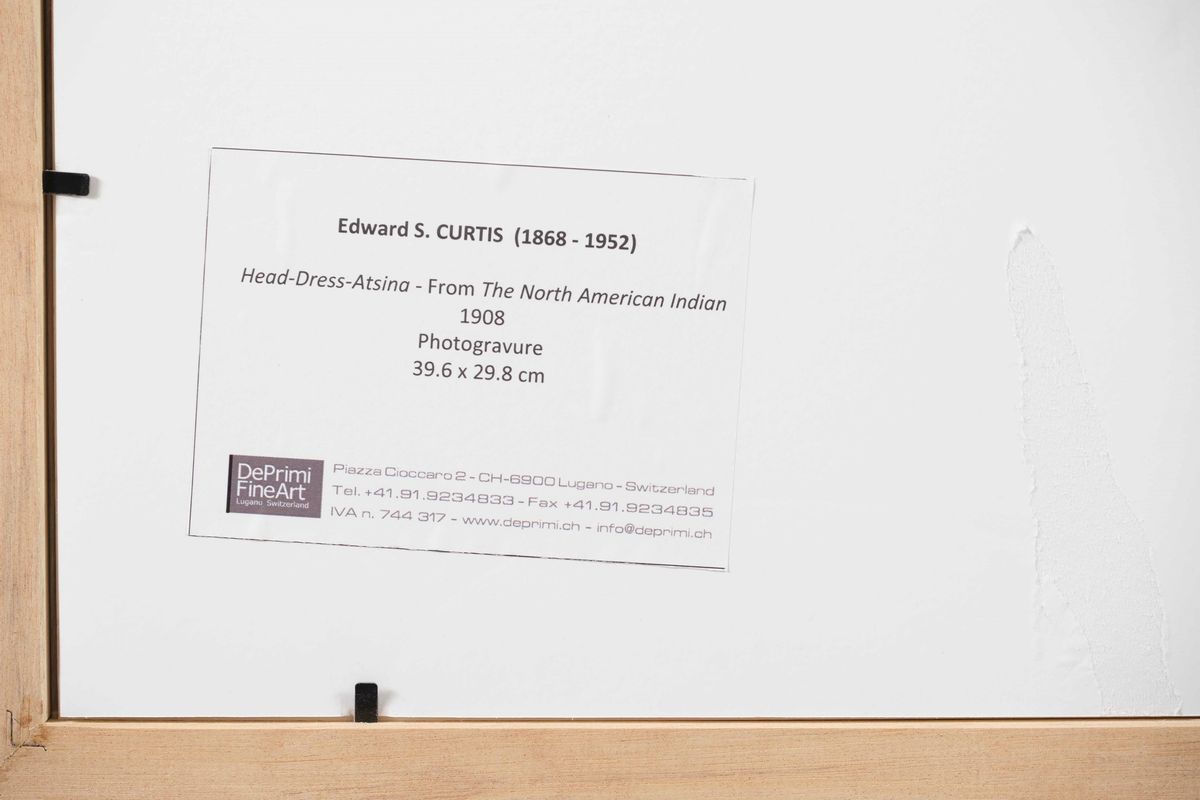 Edward S. CURTIS (1868 - 1952)
Head-Dress-Atsina - From The North American Indian
1908
Photogravure
39.6 x 29.8 cm
DePrimi
FineArt
Lugano Switzerland
Piazza Cioccaro 2 - CH-6900 Lugano - Switzerland
Tel. +41.91.9234833 - Fax +41.91.9234835
IVA n. 744 317 - www.deprimi.ch - info@deprimi.ch